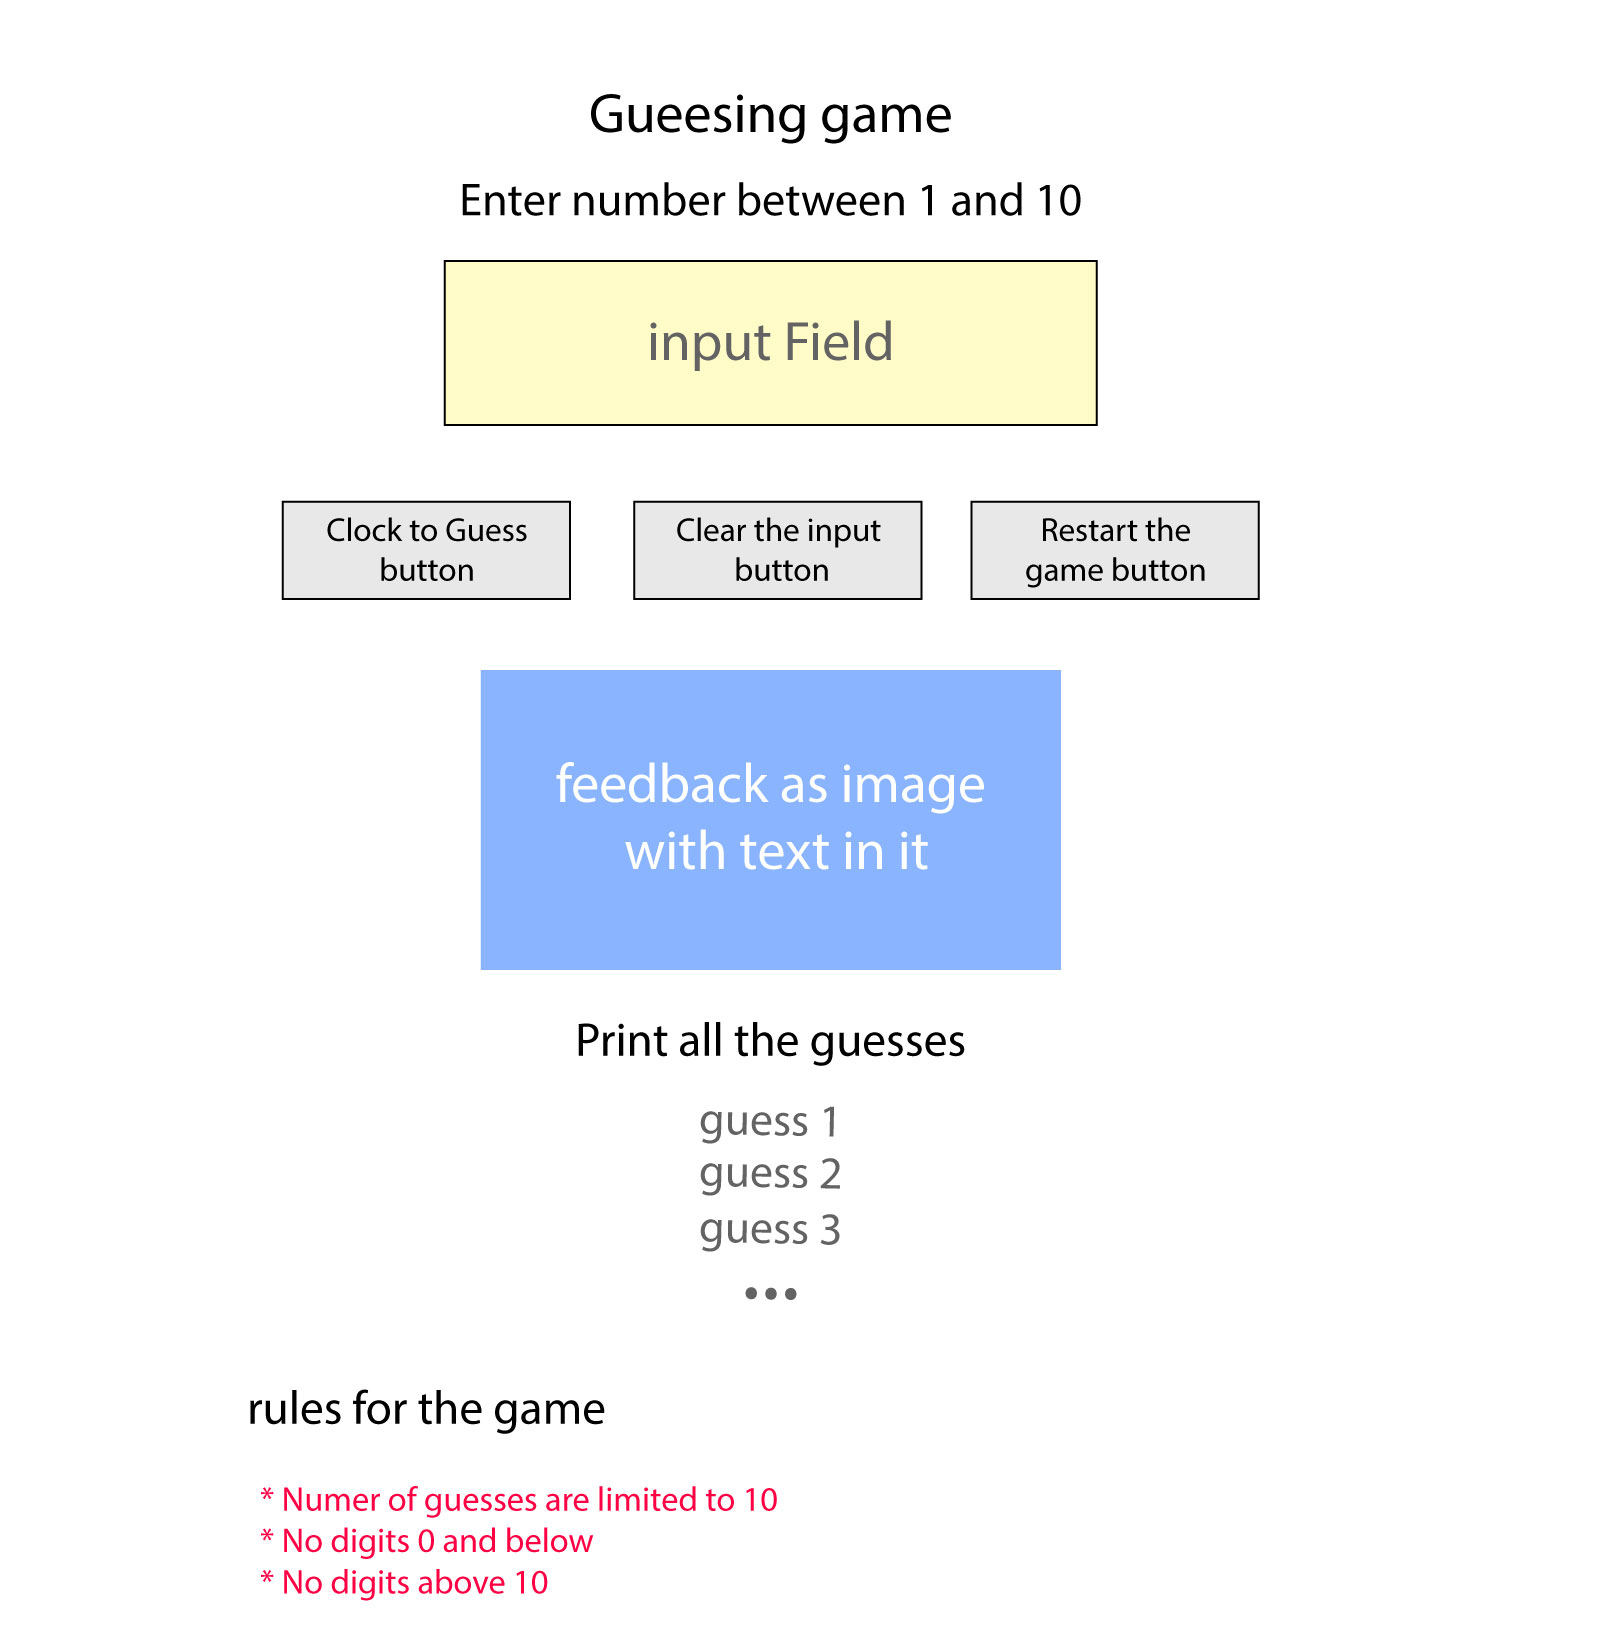 Gueesing game
Enter number between 1 and 10
input Field
Clock to Guess
button
Clear the input
button
Restart the
game button
feedback as image
with text in it
Print all the guesses
guess 1
guess 2
guess 3
•••
rules for the game
* Numer of guesses are limited to 10
* No digits 0 and below
* No digits above 10